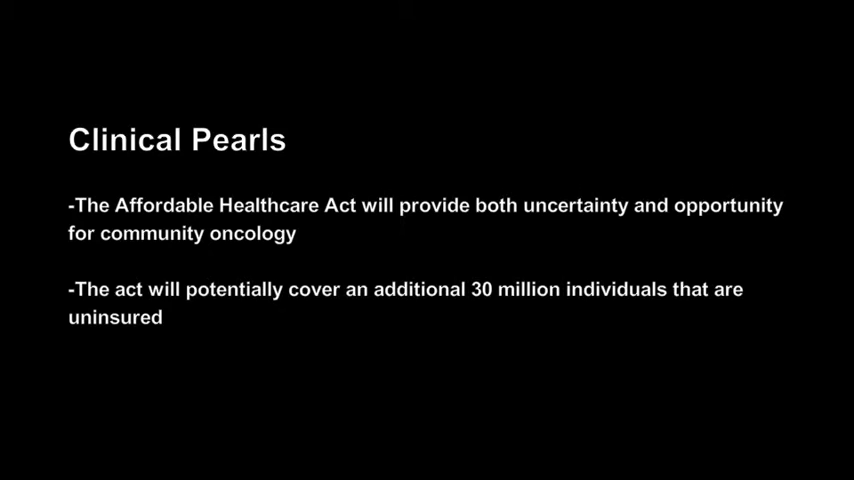 Clinical Pearls
-The Affordable Healthcare Act will provide both uncertainty and opportunity
for community oncology
-The act will potentially cover an additional 30 million individuals that are
uninsured